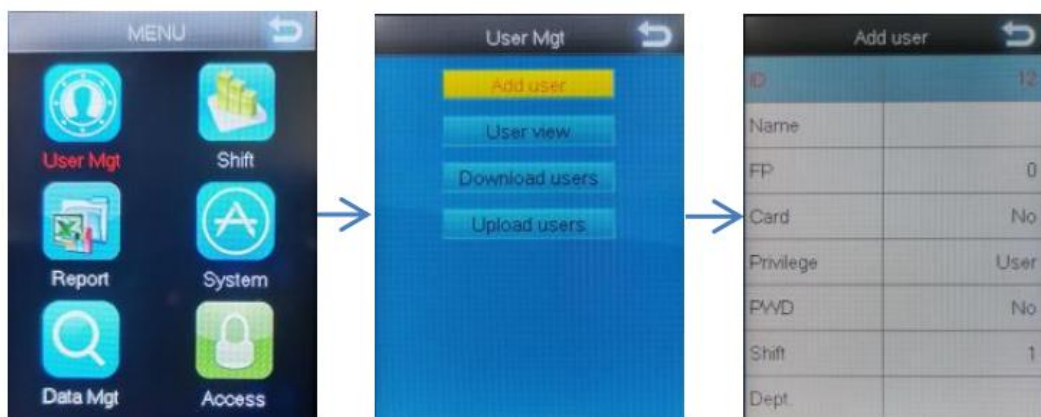 MENU
User Mgt
Shift
Report
System
Data Mgt
Access
User Mgt
Add user
User view
Download users
Upload users
Add user
ID 12
Name
FP 0
Card No
Privilege User
PWD No
Shift 1
Dept.